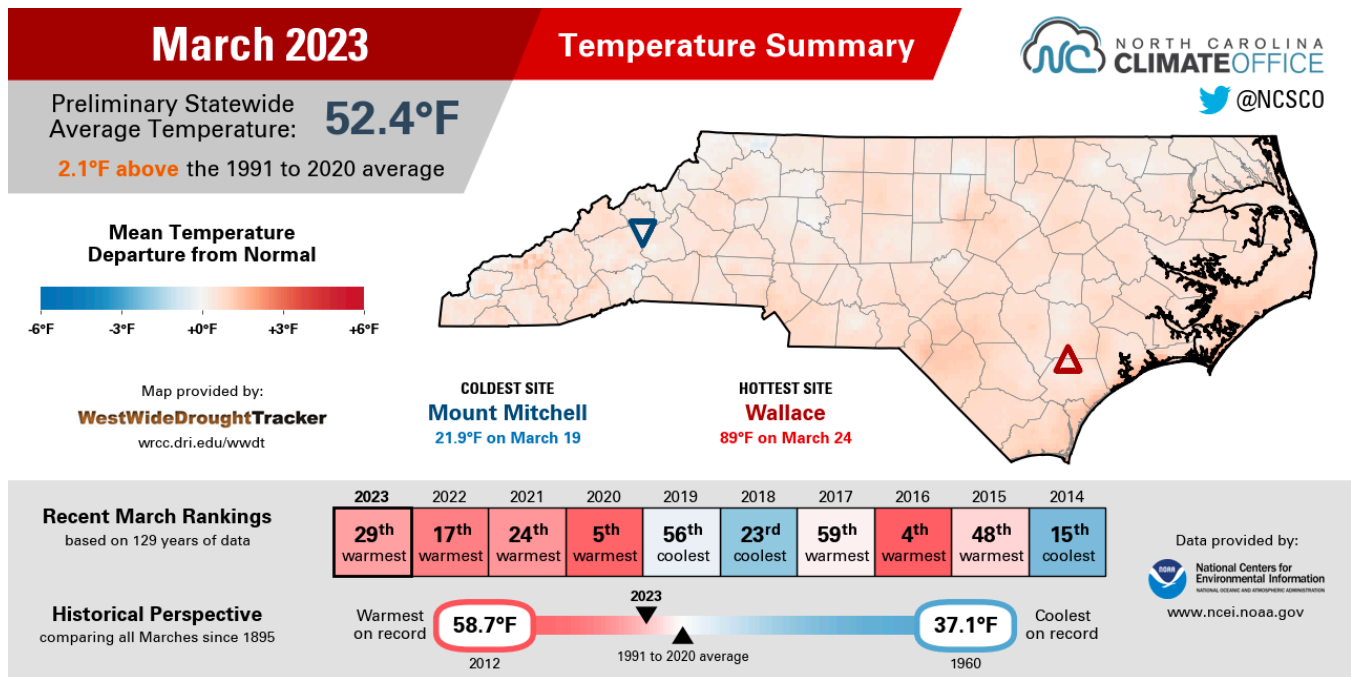 March 2023
Temperature Summary
NORTH CAROLINA
CLIMATEOFFICE
NC
@NCSCO
Preliminary Statewide
Average Temperature:
52.4°F
2.1°F above the 1991 to 2020 average
Mean Temperature
Departure from Normal
-6°F -3°F +0°F +3°F +6°F
Map provided by:
WestWideDroughtTracker
wrcc.dri.edu/wwdt
COLDEST SITE
Mount Mitchell
21.9°F on March 19
HOTTEST SITE
Wallace
89°F on March 24
Recent March Rankings
based on 129 years of data
2023 2022 2021 2020 2019 2018 2017 2016 2015 2014
29th 17th 24th 5th 56th 23rd 59th 4th 48th 15th
warmest warmest warmest warmest coolest coolest warmest warmest warmest coolest
Historical Perspective
comparing all Marches since 1895
Warmest
on record
58.7°F
2012
2023
1991 to 2020 average
37.1°F
1960
Coolest
on record
Data provided by:
NOAA
National Centers for
Environmental Information
NATIONAL OCEANIC AND ATMOSPHERIC ADMINISTRATION
www.ncei.noaa.gov